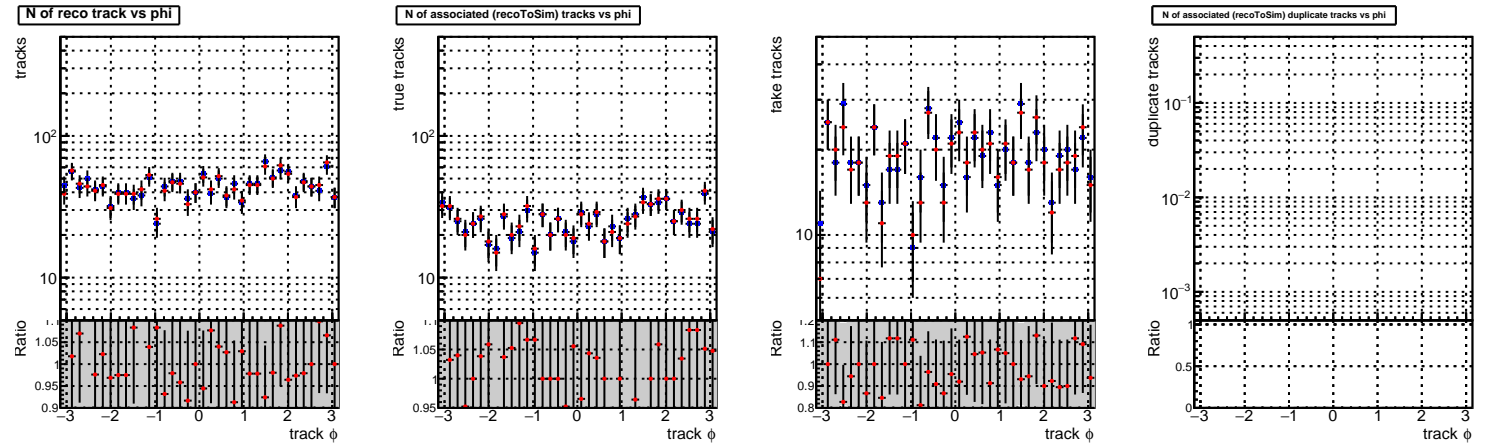 N of reco track vs phi
tracks
10²
10
Ratio
1.1
1.05
1
0.95
0.9
−3 −2 −1 0 1 2 3
track ϕ
N of associated (recoToSim) tracks vs phi
true tracks
10²
10
Ratio
1.1
1.05
1
0.95
−3 −2 −1 0 1 2 3
track ϕ
fake tracks
10
Ratio
1.2
1.1
1
0.9
0.8
−3 −2 −1 0 1 2 3
track ϕ
N of associated (recoToSim) duplicate tracks vs phi
duplicate tracks
10⁻¹
10⁻²
10⁻³
Ratio
1
0.5
0
−3 −2 −1 0 1 2 3
track ϕ